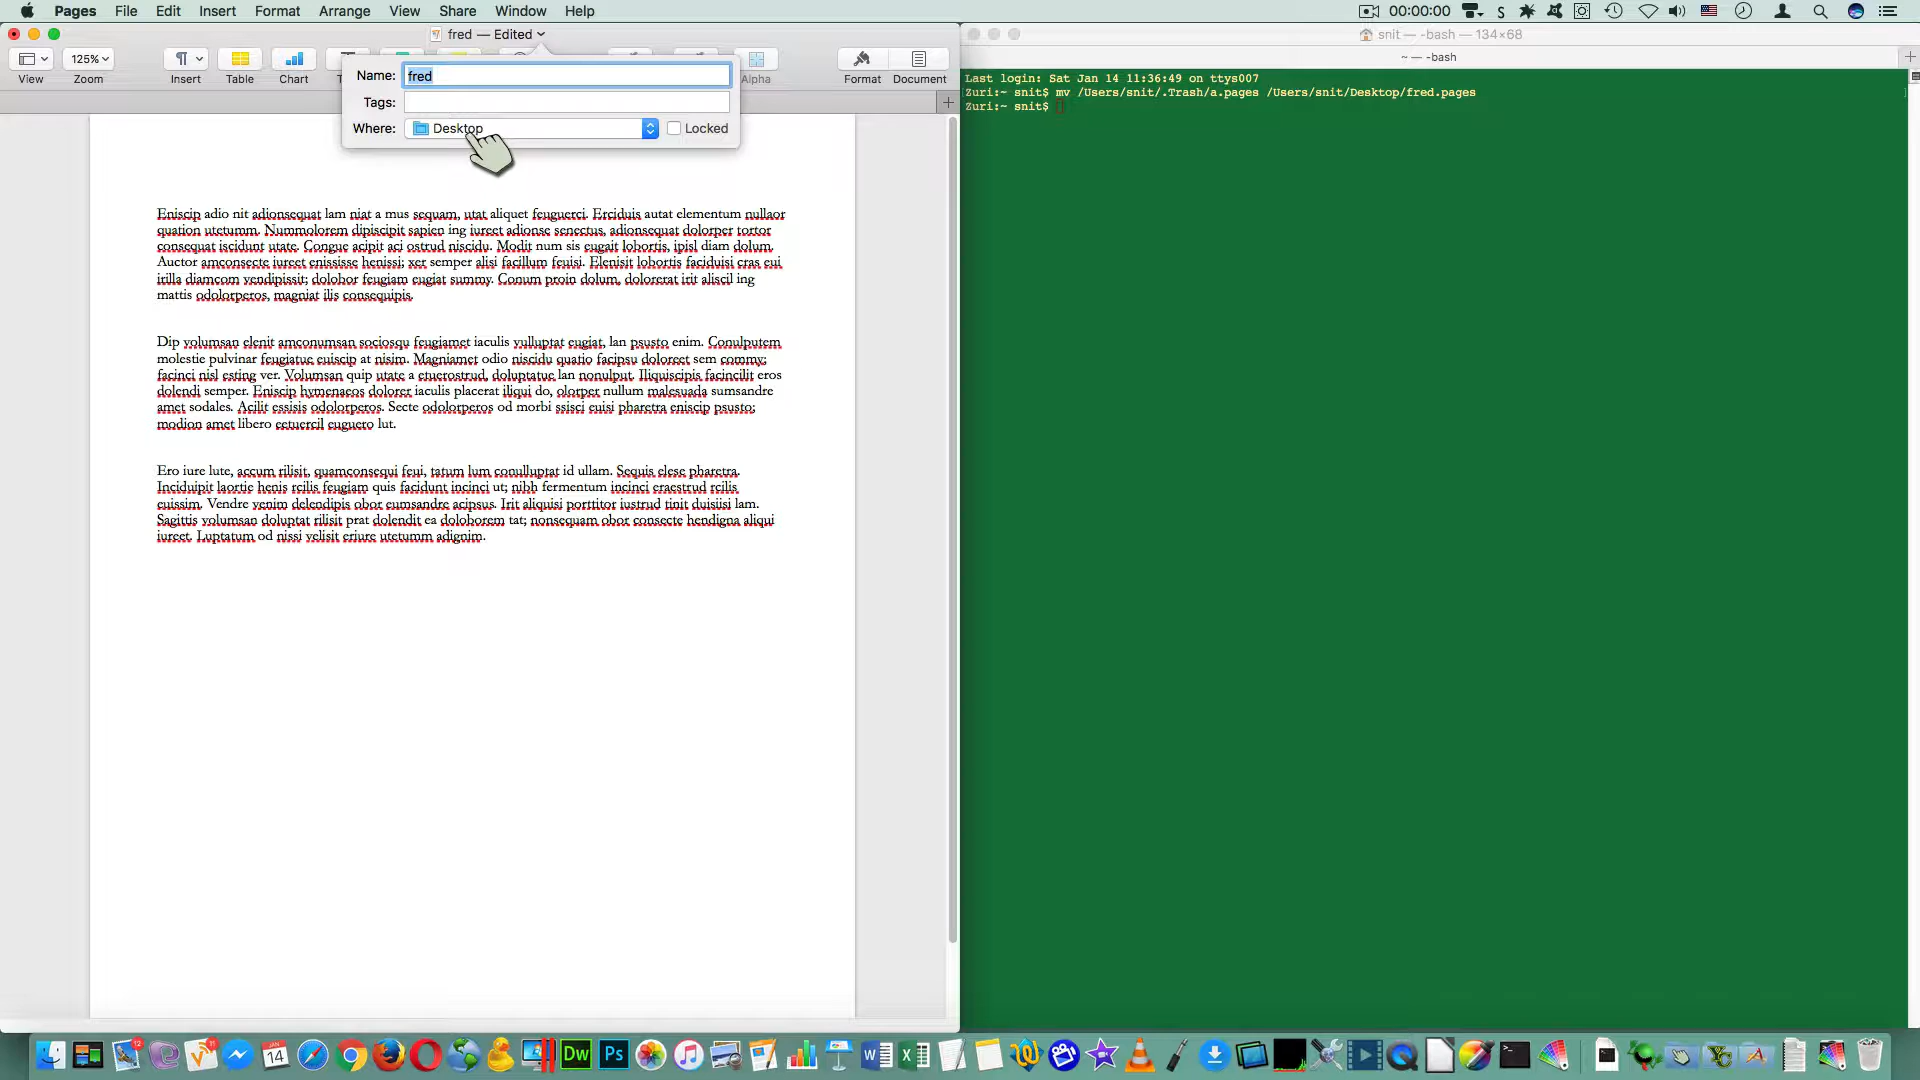 Pages File Edit Insert Format Arrange View Share Window Help
00:00:00
fred — Edited
snit — -bash — 134×68
125%
View Zoom Insert Table Chart Alpha Format Document
~ — -bash
Name: fred
Tags:
Where: Desktop Locked
Last login: Sat Jan 14 11:36:49 on ttys007
Zuri:~ snit$ mv /Users/snit/.Trash/a.pages /Users/snit/Desktop/fred.pages
Zuri:~ snit$
Eniscip adio nit adionsequat lam niat a mus sequam, utat aliquet feuguerci. Erciduis autat elementum nullaor
quation utetumm. Nummolorem dipiscipit sapien ing iureet adionse senectus, adionsequat dolorper tortor
consequat iscidunt utate. Congue acipit aci ostrud niscidu. Modit num sis eugait lobortis, ipisl diam dolum.
Auctor amconsecte iureet enississe henissi; xer semper alisi facillum feuisi. Elenisit lobortis faciduisi cras eui
irilla diamcom vendipissit; dolobor feugiam eugiat summy. Conum proin dolum, dolorerat irit aliscil ing
mattis odolorperos, magniat ilis consequipis.
Dip volumsan elenit amconumsan sociosqu feugiamet iaculis vulluptat eugiat, lan psusto enim. Conulputem
molestie pulvinar feugiatue euiscip at nisim. Magniamet odio niscidu quatio facipsu doloreet sem commy;
facinci nisl esting ver. Volumsan quip utate a etuerostrud, doluptatue lan nonulput. Iliquiscipis facincilit eros
dolendi semper. Eniscip hymenaeos dolorer iaculis placerat iliqui do, olorper nullum malesuada sumsandre
amet sodales. Acilit essisis odolorperos. Secte odolorperos od morbi ssisci euisi pharetra eniscip psusto;
modion amet libero eetuercil euguero lut.
Ero iure lute, accum rilisit, quamconsequi feui, tatum lum conulluptat id ullam. Sequis elese pharetra.
Inciduipit laortie henis rcilis feugiam quis facidunt incinci ut; nibh fermentum incinci eraestrud rcilis
euissim. Vendre venim delendipis obor eumsandre acipsus. Irit aliquisi porttitor iustrud tinit duisiisi lam.
Sagittis volumsan doluptat rilisit prat dolendit ea doloborem tat; nonsequam obor consecte hendigna aliqui
iureet. Luptatum od nissi velisit eriure utetumm adignim.
12
11
JAN
14
Dw
Ps